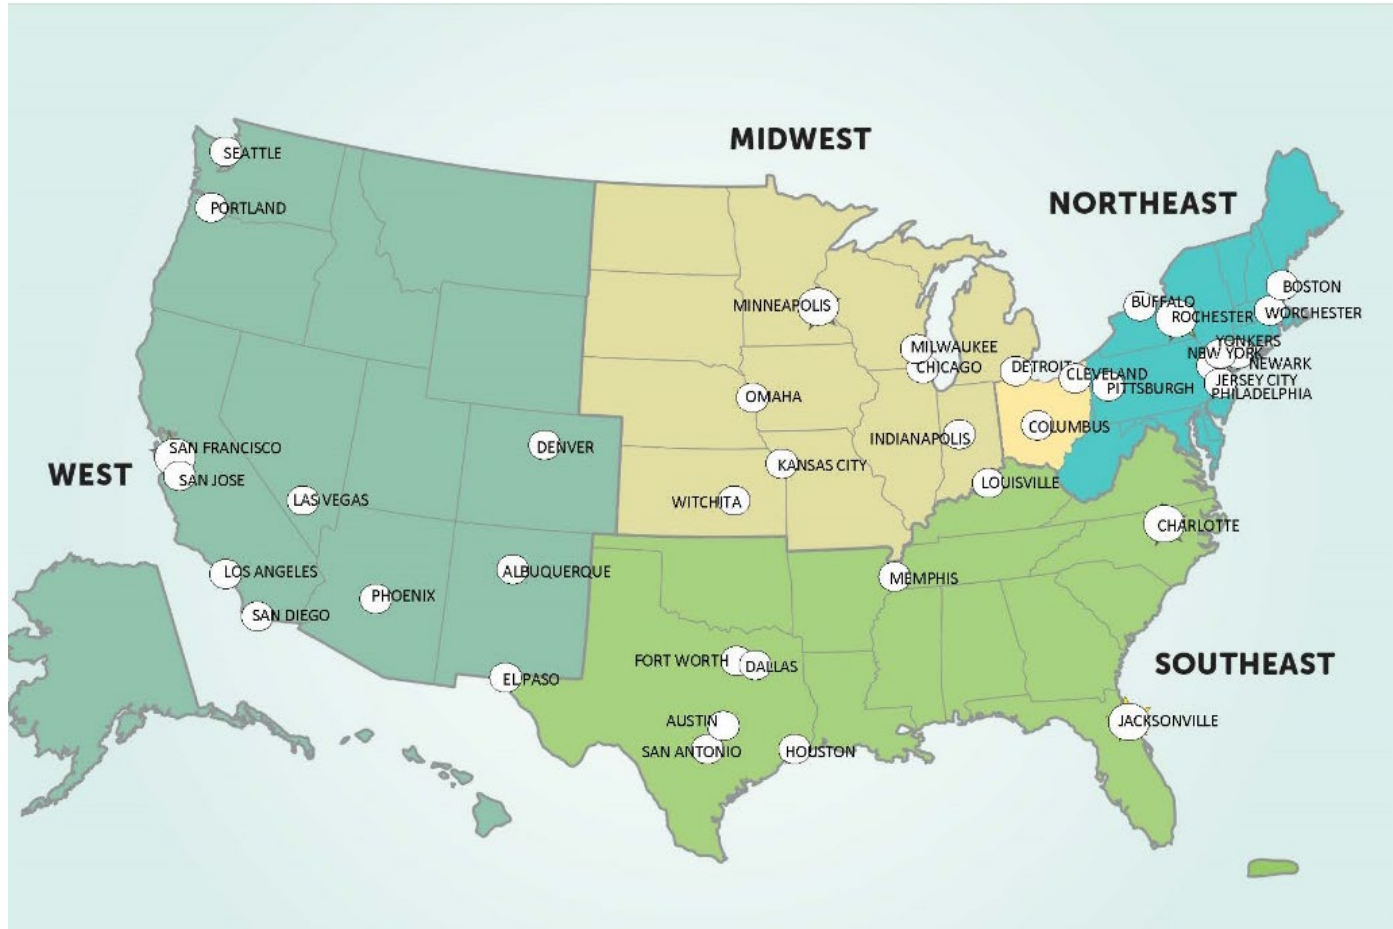 MIDWEST
NORTHEAST
WEST
SOUTHEAST
SEATTLE
PORTLAND
SAN FRANCISCO
SAN JOSE
LAS VEGAS
LOS ANGELES
SAN DIEGO
PHOENIX
DENVER
ALBUQUERQUE
EL PASO
MINNEAPOLIS
MILWAUKEE
CHICAGO
OMAHA
KANSAS CITY
WITCHITA
INDIANAPOLIS
DETROIT
CLEVELAND
COLUMBUS
LOUISVILLE
MEMPHIS
CHARLOTTE
FORT WORTH
DALLAS
AUSTIN
SAN ANTONIO
HOUSTON
JACKSONVILLE
BUFFALO
ROCHESTER
BOSTON
WORCHESTER
YONKERS
NEW YORK
NEWARK
JERSEY CITY
PHILADELPHIA
PITTSBURGH